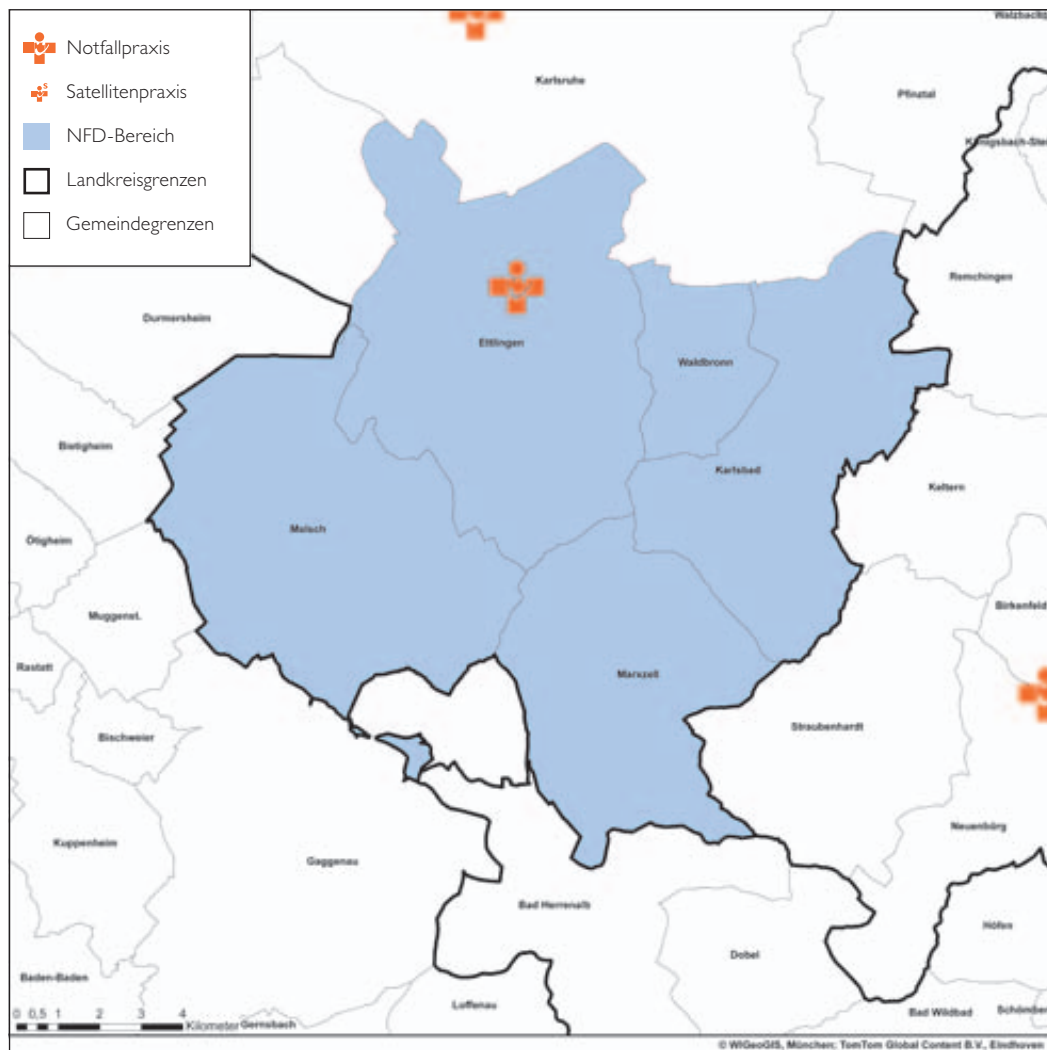 Notfallpraxis
Satellitenpraxis
NFD-Bereich
Landkreisgrenzen
Gemeindegrenzen
Karlsruhe
Pfinztal
Durmersheim
Remchingen
Ettlingen
Waldbronn
Bietigheim
Karlsbad
Keltern
Malsch
Ötigheim
Birkenfeld
Muggenst.
Rastatt
Marxzell
Straubenhardt
Bischweier
Neuenbürg
Kuppenheim
Gaggenau
Bad Herrenalb
Höfen
Dobel
Baden-Baden
Loffenau
Bad Wildbad
0 0,5 1 2 3 4
Kilometer
Gernsbach
© WIGeoGIS, München; TomTom Global Content B.V., Eindhoven